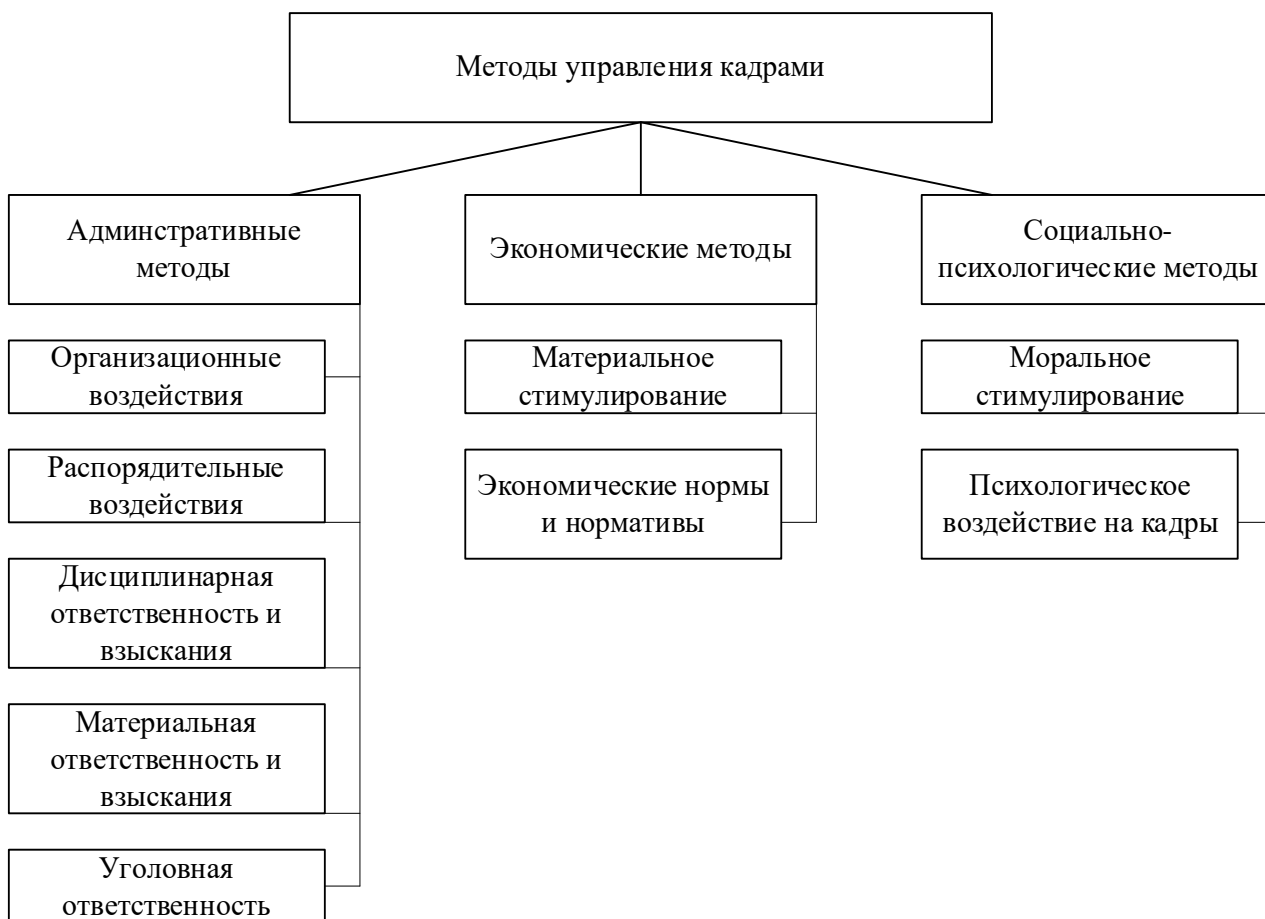 Методы управления кадрами
Админстративные
методы
Организационные
воздействия
Распорядительные
воздействия
Дисциплинарная
ответственность и
взыскания
Материальная
ответственность и
взыскания
Уголовная
ответственность
Экономические методы
Материальное
стимулирование
Экономические нормы
и нормативы
Социально-
психологические методы
Моральное
стимулирование
Психологическое
воздействие на кадры